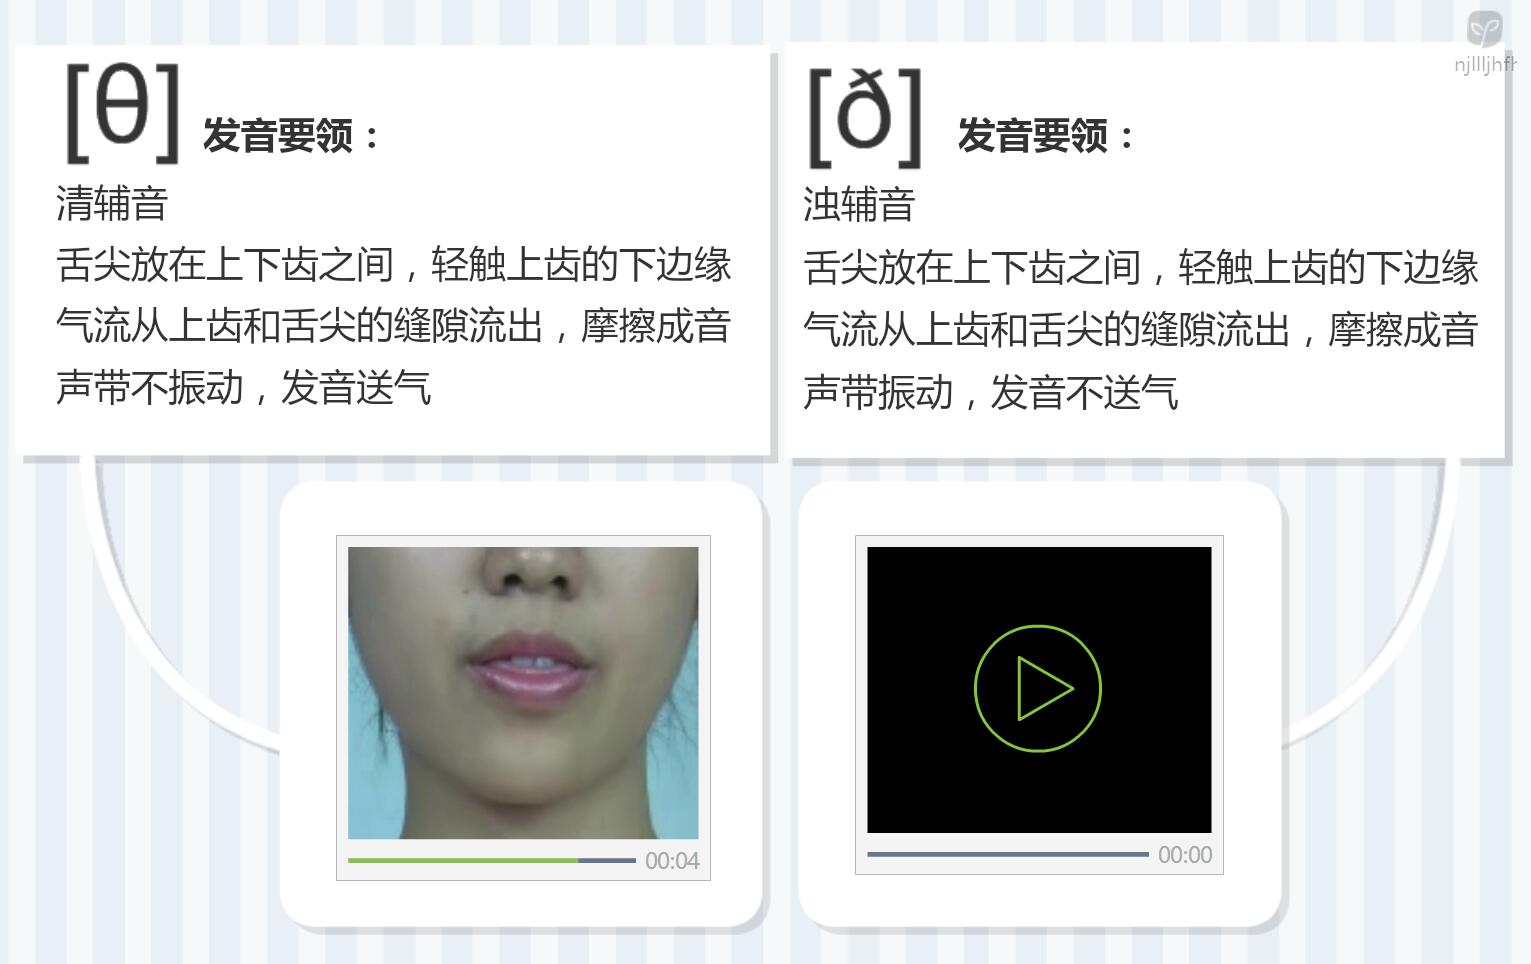 [θ] 发音要领：
清辅音
舌尖放在上下齿之间，轻触上齿的下边缘
气流从上齿和舌尖的缝隙流出，摩擦成音
声带不振动，发音送气
00:04
[ð] 发音要领：
浊辅音
舌尖放在上下齿之间，轻触上齿的下边缘
气流从上齿和舌尖的缝隙流出，摩擦成音
声带振动，发音不送气
00:00